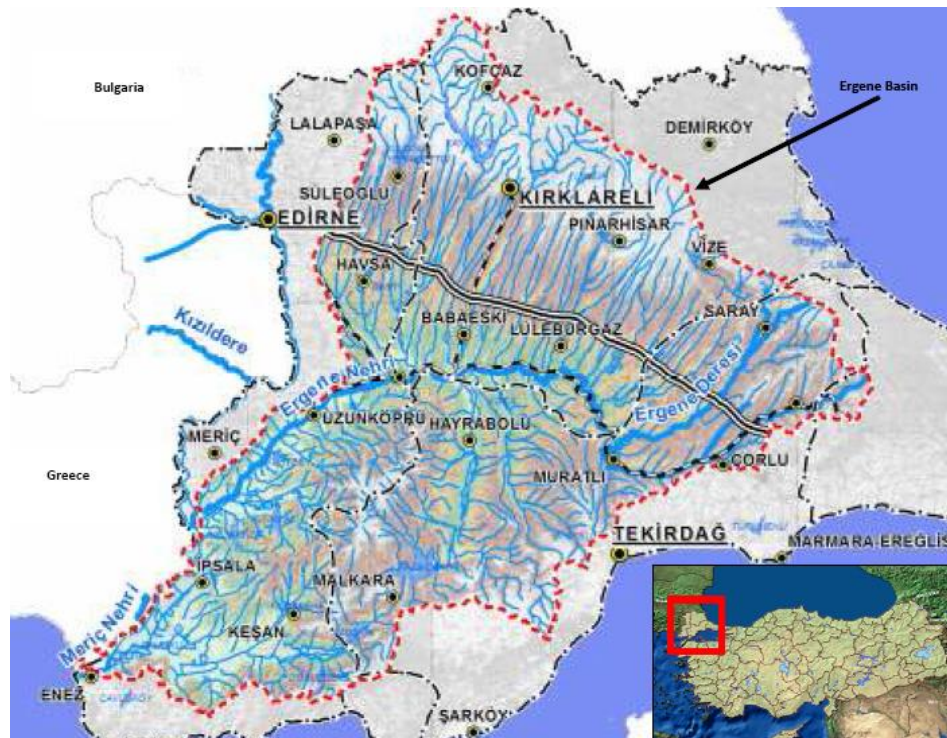 Bulgaria
Ergene Basin
KOFÇAZ
LALAPAŞA
DEMİRKÖY
SÜLEOĞLU
KIRKLARELİ
EDİRNE
PINARHİSAR
VİZE
HAVSA
SARAY
Kızıldere
BABAESKİ
LÜLEBURGAZ
Ergene Nehri
Ergene Deresi
UZUNKÖPRÜ
HAYRABOLU
MERİÇ
Greece
MURATLI
ÇORLU
TEKİRDAĞ
MARMARA EREĞLİS
İPSALA
MALKARA
KEŞAN
Meriç Nehri
ENEZ
ŞARKÖY